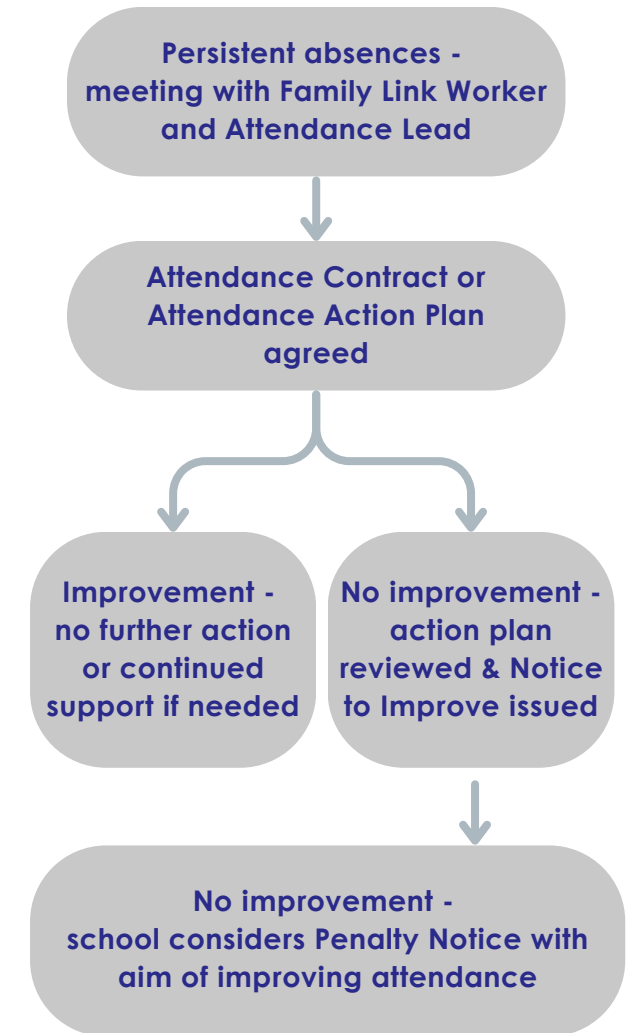 Persistent absences -
meeting with Family Link Worker
and Attendance Lead
Attendance Contract or
Attendance Action Plan
agreed
Improvement -
no further action
or continued
support if needed
No improvement -
action plan
reviewed & Notice
to Improve issued
No improvement -
school considers Penalty Notice with
aim of improving attendance